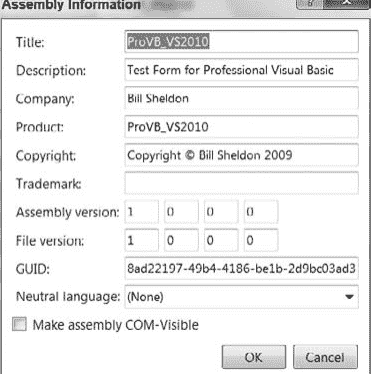 Assembly Information
Title: ProVB_VS2010
Description: Test Form for Professional Visual Basic
Company: Bill Sheldon
Product: ProVB_VS2010
Copyright: Copyright © Bill Sheldon 2009
Trademark:
Assembly version: 1 0 0 0
File version: 1 0 0 0
GUID: 8ad22197-49b4-4186-be1b-2d9bc03ad3
Neutral language: (None)
Make assembly COM-Visible
OK Cancel